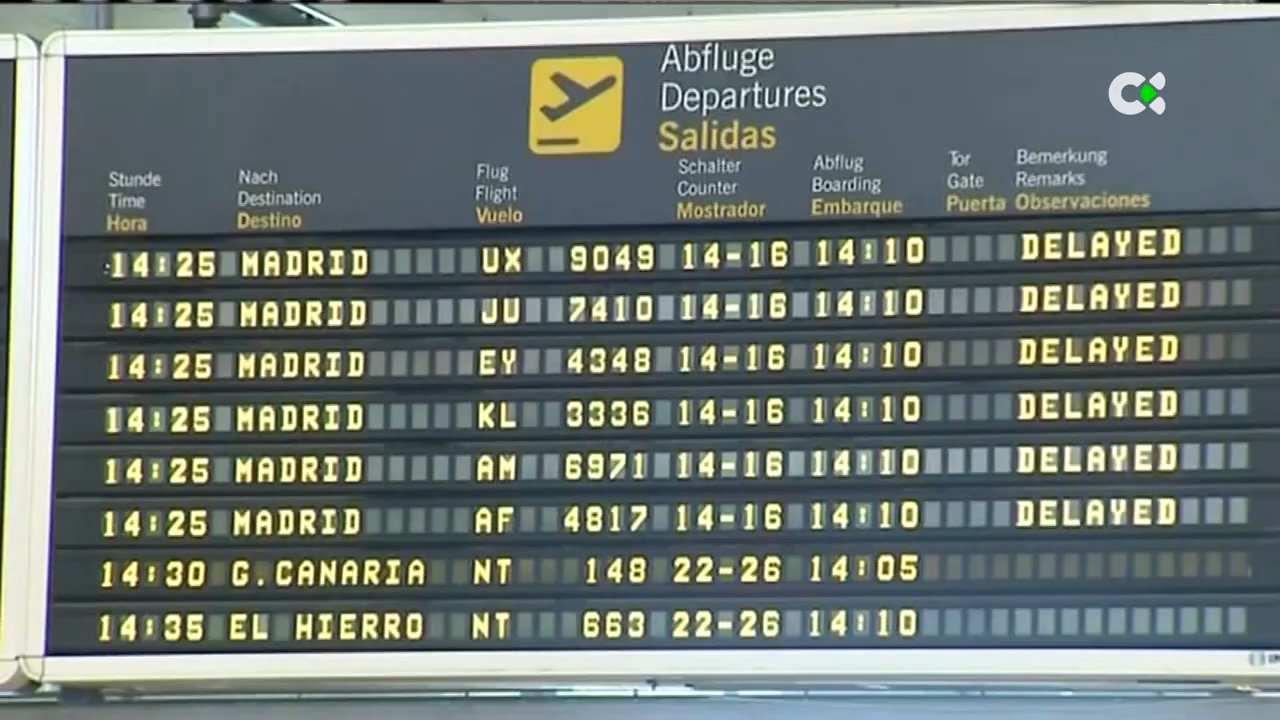 Abfluge
Departures
Salidas
Stunde Nach Flug Schalter Abflug Tor Bemerkung
Time Destination Flight Counter Boarding Gate Remarks
Hora Destino Vuelo Mostrador Embarque Puerta Observaciones
14:25 MADRID UX 9049 14-16 14:10 DELAYED
14:25 MADRID JU 7410 14-16 14:10 DELAYED
14:25 MADRID EY 4348 14-16 14:10 DELAYED
14:25 MADRID KL 3336 14-16 14:10 DELAYED
14:25 MADRID AM 6971 14-16 14:10 DELAYED
14:25 MADRID AF 4817 14-16 14:10 DELAYED
14:30 G.CANARIA NT 148 22-26 14:05
14:35 EL HIERRO NT 663 22-26 14:10